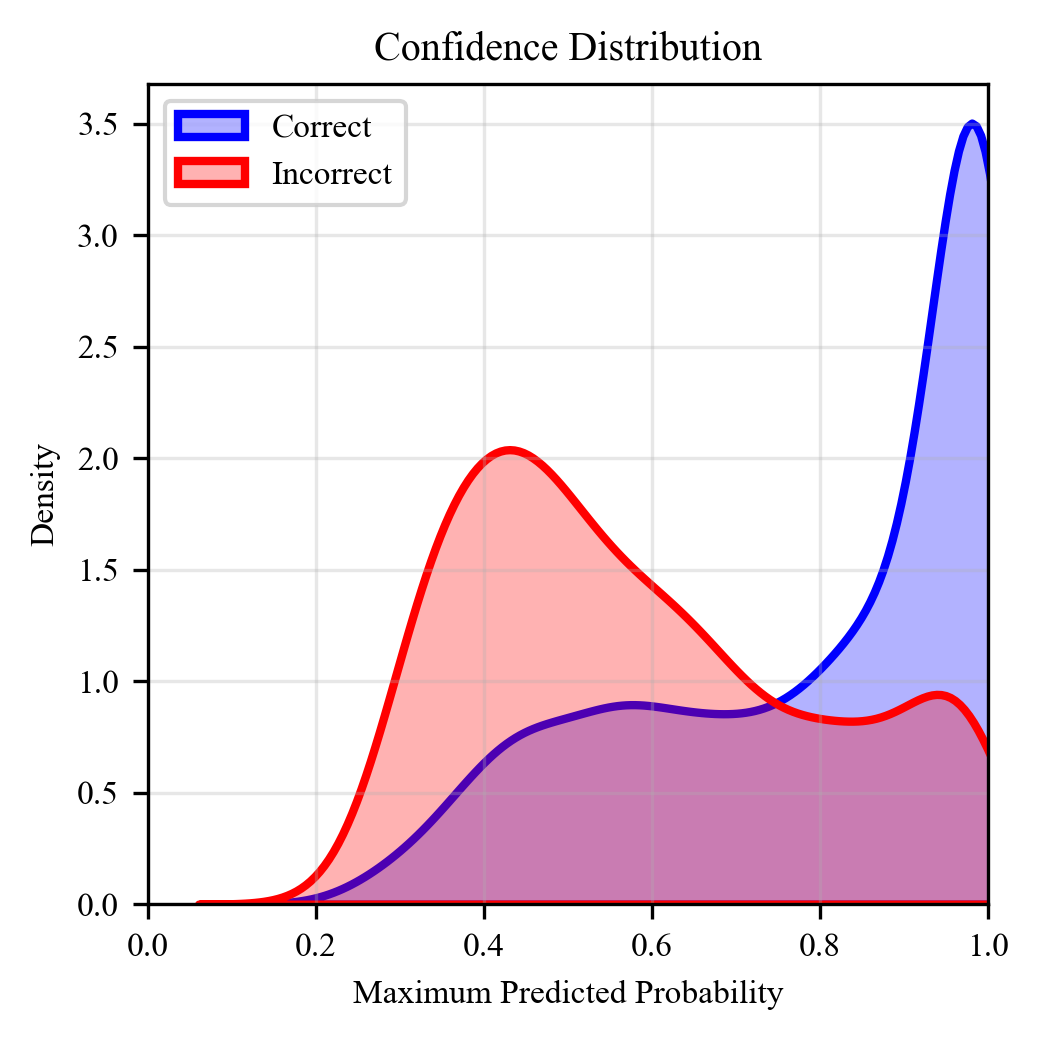 Confidence Distribution
Correct
Incorrect
3.5
3.0
2.5
2.0
1.5
1.0
0.5
0.0
Density
0.0 0.2 0.4 0.6 0.8 1.0
Maximum Predicted Probability